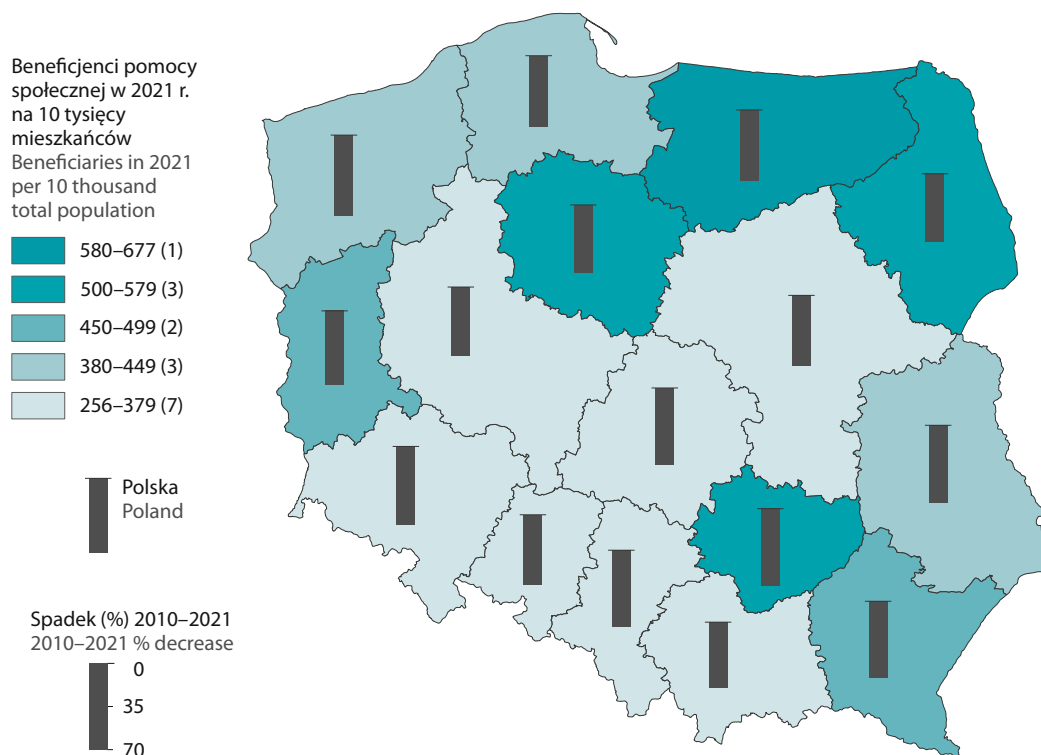 Beneficjenci pomocy
społecznej w 2021 r.
na 10 tysięcy
mieszkańców
Beneficiaries in 2021
per 10 thousand
total population
580–677 (1)
500–579 (3)
450–499 (2)
380–449 (3)
256–379 (7)
Polska
Poland
Spadek (%) 2010–2021
2010–2021 % decrease
0
35
70